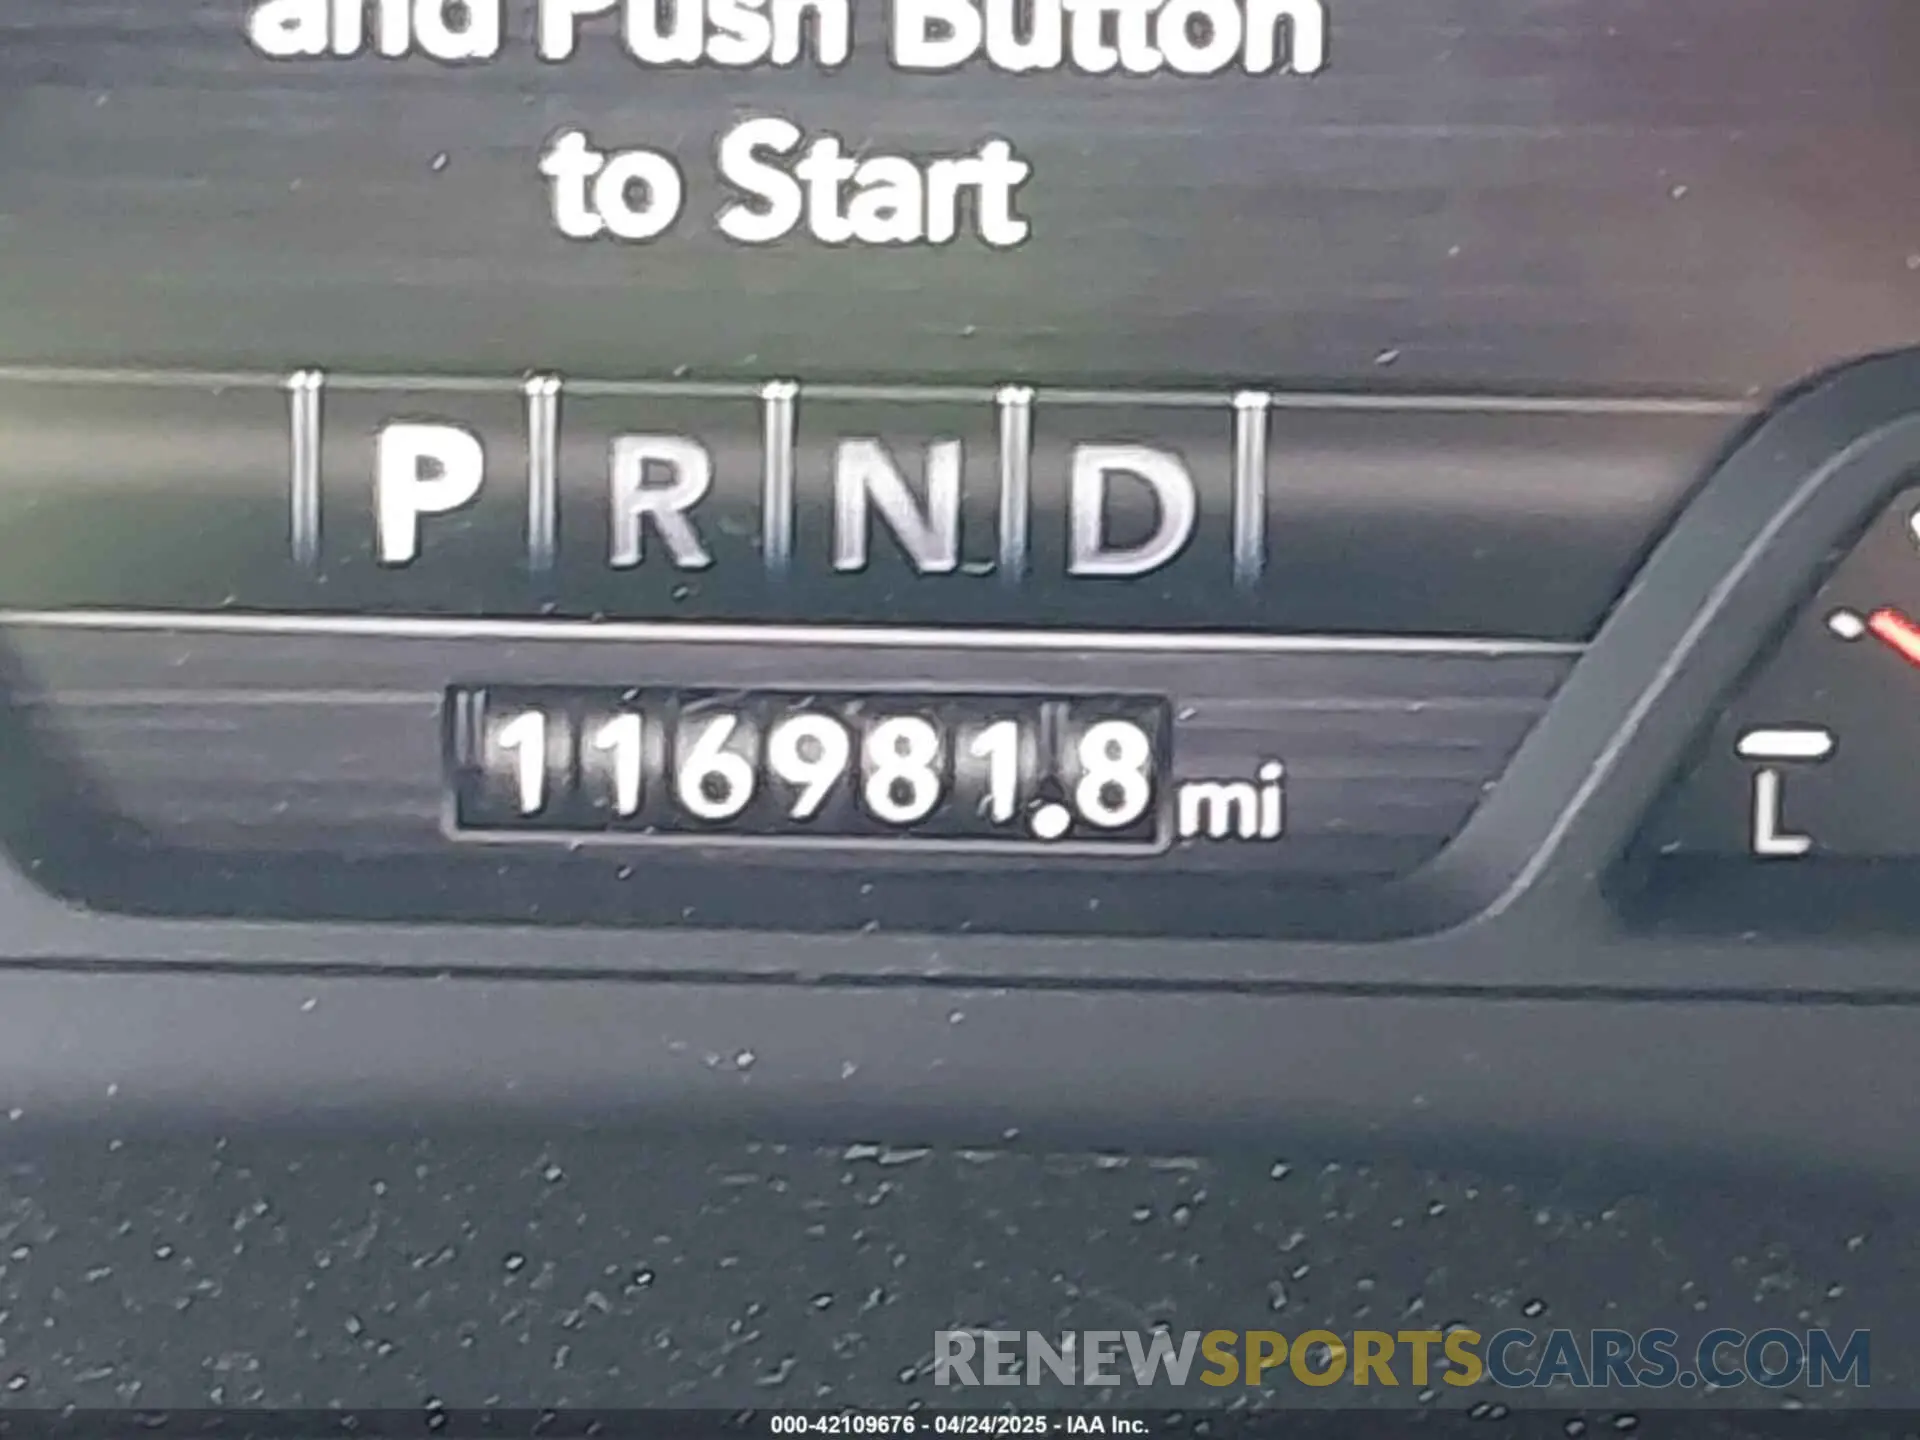 and Push Button
to Start
P R N D
116981.8 mi
L
RENEWSPORTSCARS.COM
000-42109676 - 04/24/2025 - IAA Inc.